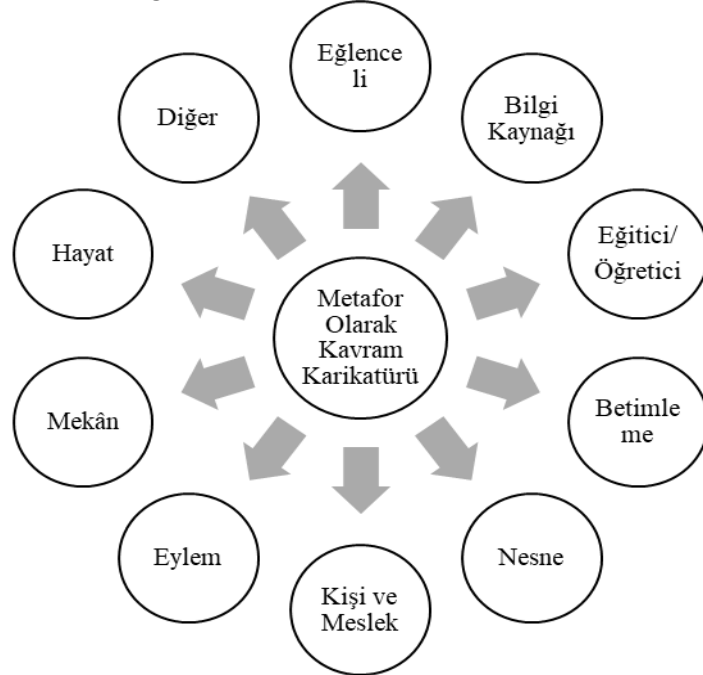 Eğlence
li
Bilgi
Kaynağı
Eğitici/
Öğretici
Betimle
me
Nesne
Kişi ve
Meslek
Eylem
Mekân
Hayat
Diğer
Metafor
Olarak
Kavram
Karikatürü